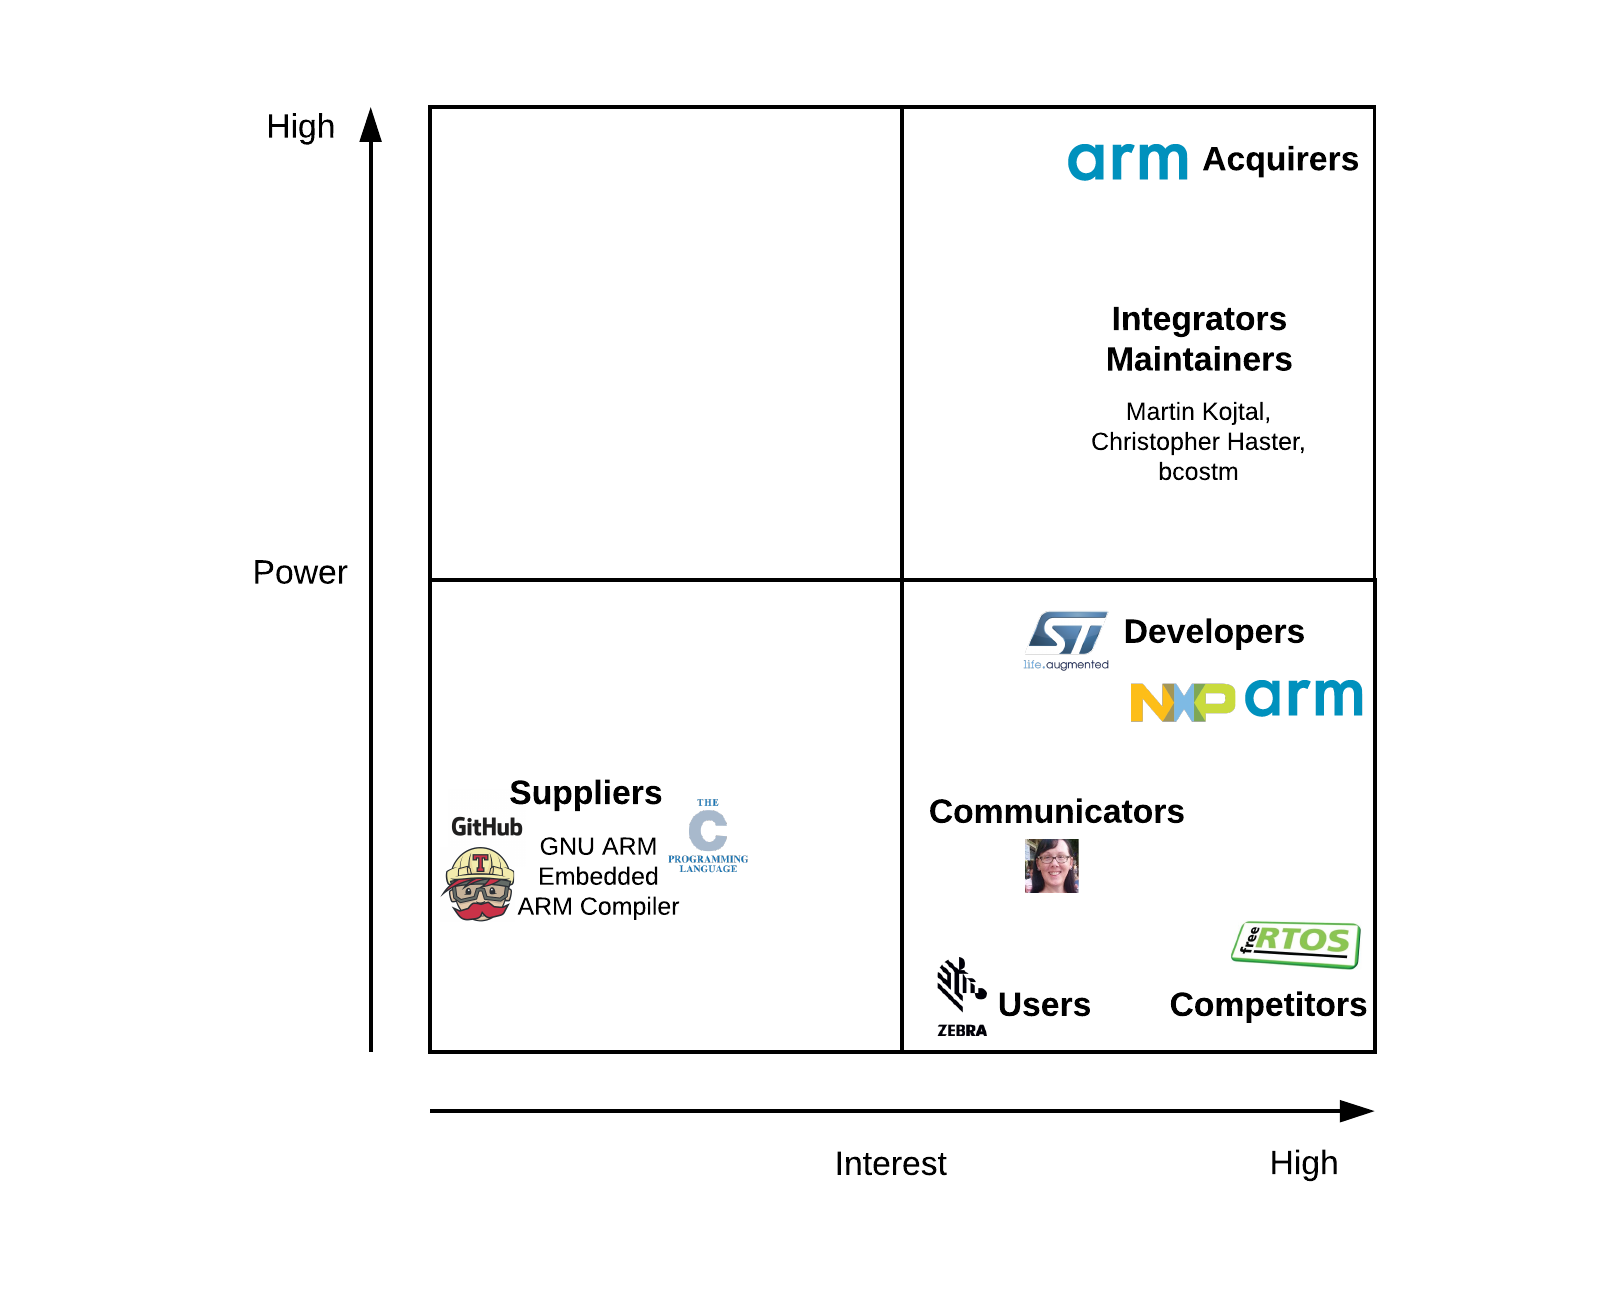 High
arm Acquirers
Integrators
Maintainers
Martin Kojtal,
Christopher Haster,
bcostm
Power
ST Developers
life.augmented
NXP arm
Suppliers
GitHub
T
GNU ARM
Embedded
ARM Compiler
THE
C
PROGRAMMING
LANGUAGE
Communicators
free RTOS
ZEBRA
Users
Competitors
Interest
High